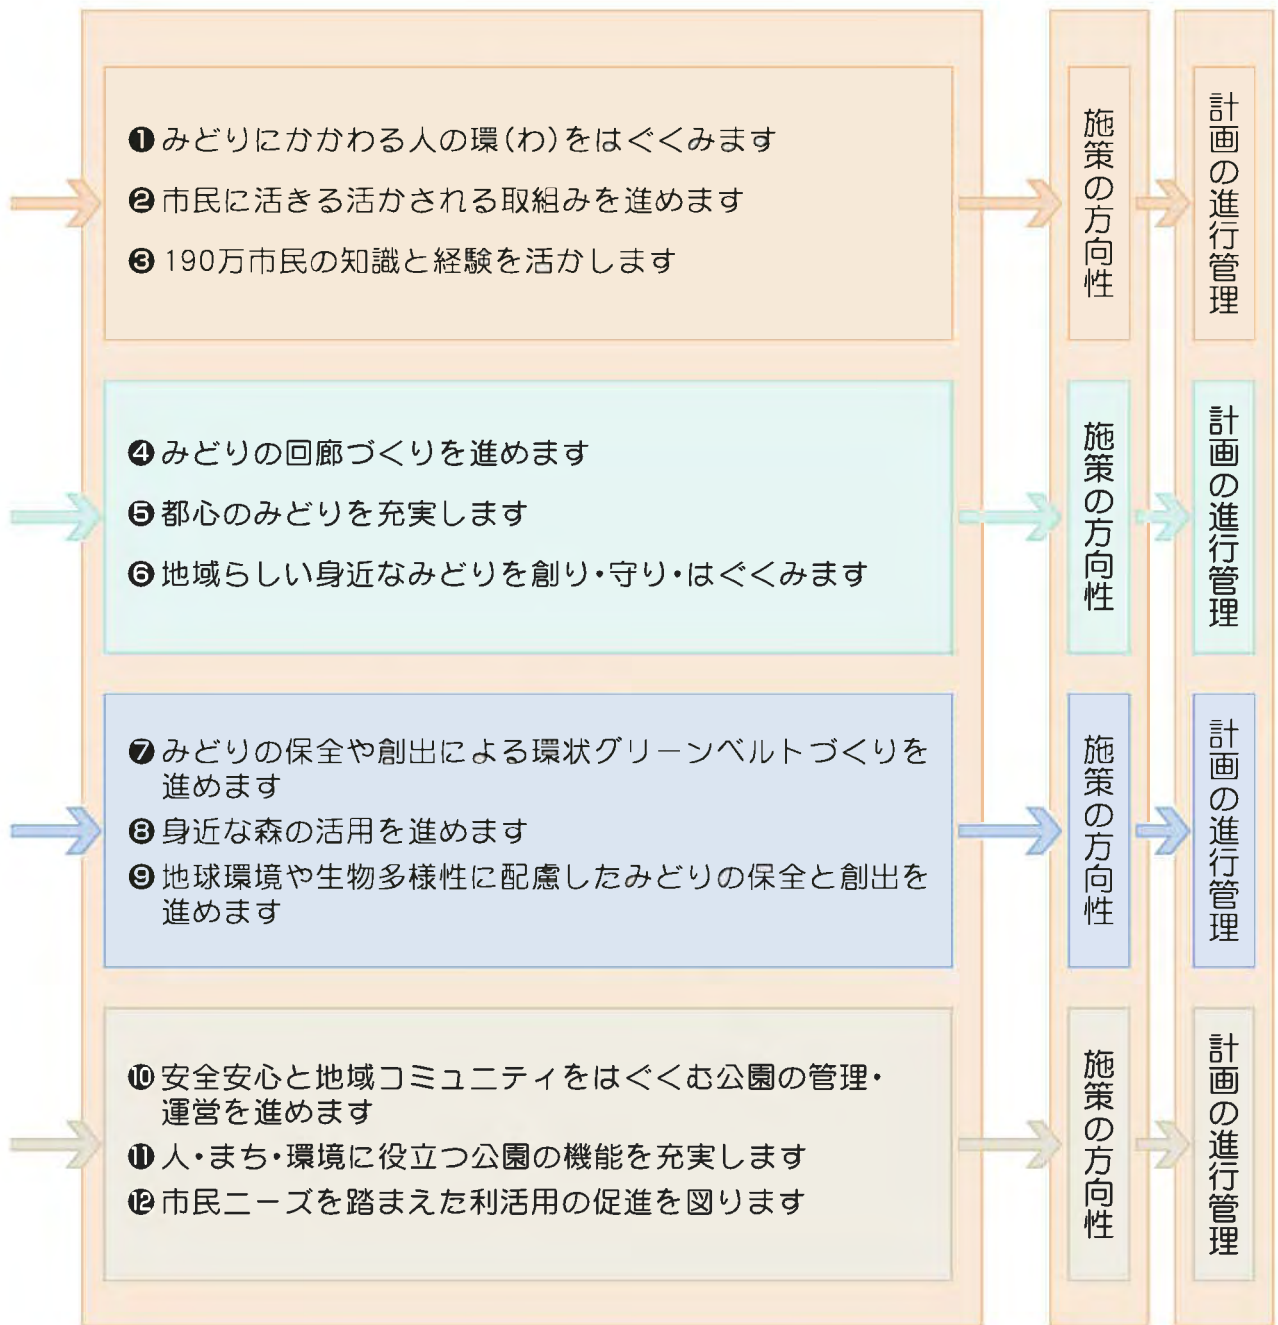 ❶みどりにかかわる人の環(わ)をはぐくみます
❷市民に活きる活かされる取組みを進めます
❸190万市民の知識と経験を活かします
施策の方向性
計画の進行管理
❹みどりの回廊づくりを進めます
❺都心のみどりを充実します
❻地域らしい身近なみどりを創り・守り・はぐくみます
施策の方向性
計画の進行管理
❼みどりの保全や創出による環状グリーンベルトづくりを
進めます
❽身近な森の活用を進めます
❾地球環境や生物多様性に配慮したみどりの保全と創出を
進めます
施策の方向性
計画の進行管理
❿安全安心と地域コミュニティをはぐくむ公園の管理・
運営を進めます
⓫人・まち・環境に役立つ公園の機能を充実します
⓬市民ニーズを踏まえた利活用の促進を図ります
施策の方向性
計画の進行管理